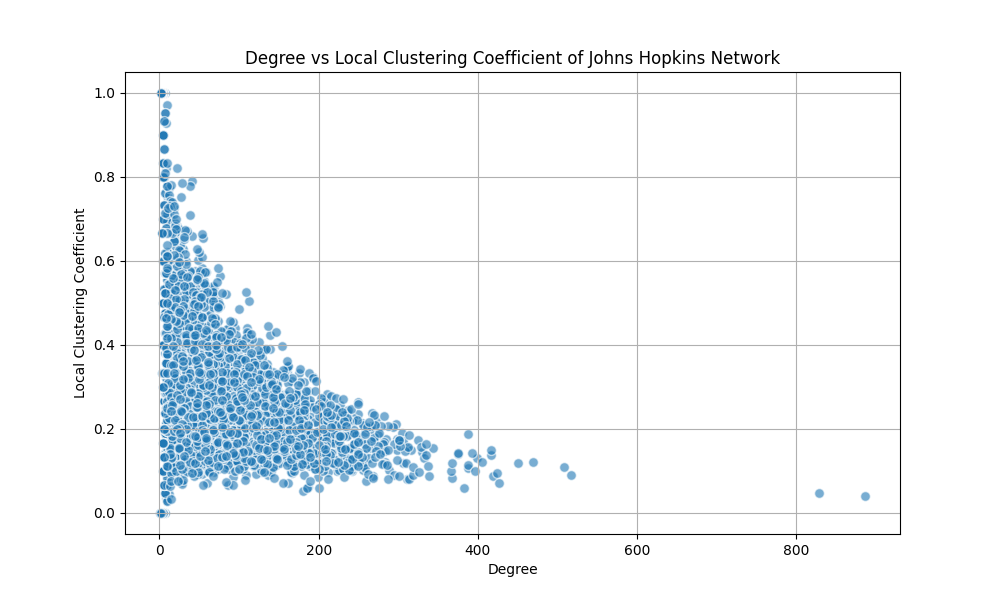 Degree vs Local Clustering Coefficient of Johns Hopkins Network
1.0
0.8
0.6
0.4
0.2
0.0
Local Clustering Coefficient
0 200 400 600 800
Degree